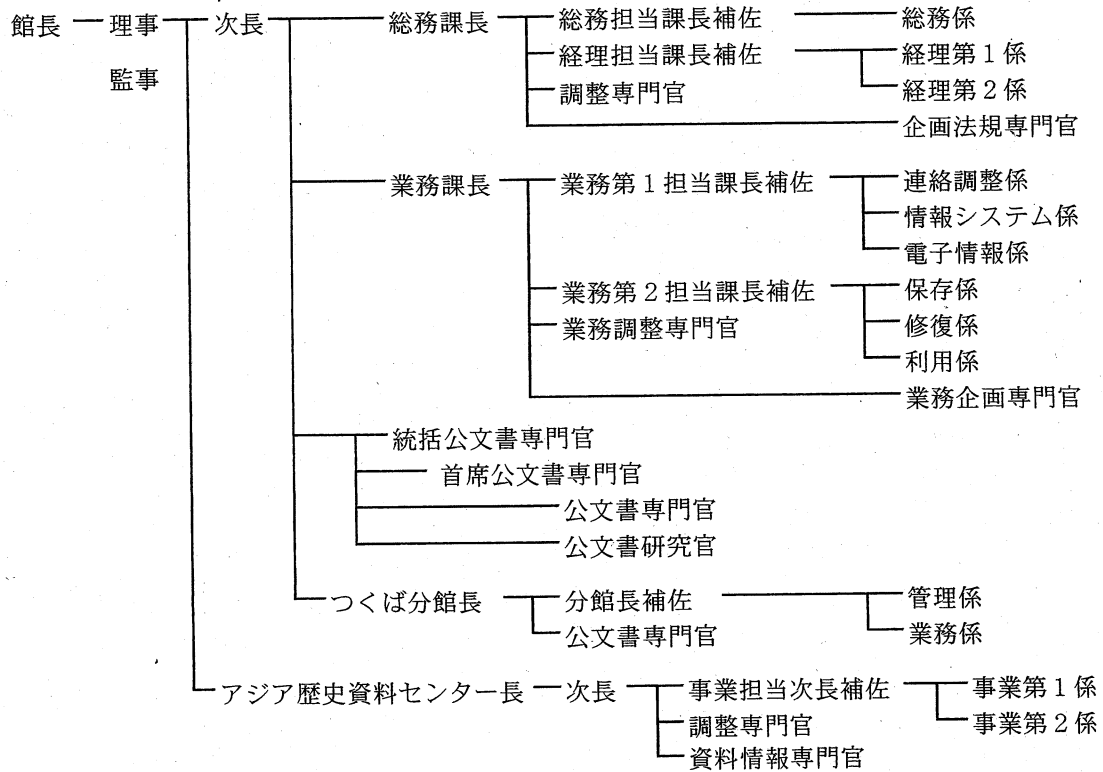 館長 理事 次長 総務課長 総務担当課長補佐 総務係
監事 経理担当課長補佐 経理第1係
調整専門官 経理第2係
企画法規専門官
業務課長 業務第1担当課長補佐 連絡調整係
情報システム係
電子情報係
業務第2担当課長補佐 保存係
業務調整専門官 修復係
利用係
業務企画専門官
統括公文書専門官
首席公文書専門官
公文書専門官
公文書研究官
つくば分館長 分館長補佐 管理係
公文書専門官 業務係
アジア歴史資料センター長 次長 事業担当次長補佐 事業第1係
調整専門官 事業第2係
資料情報専門官